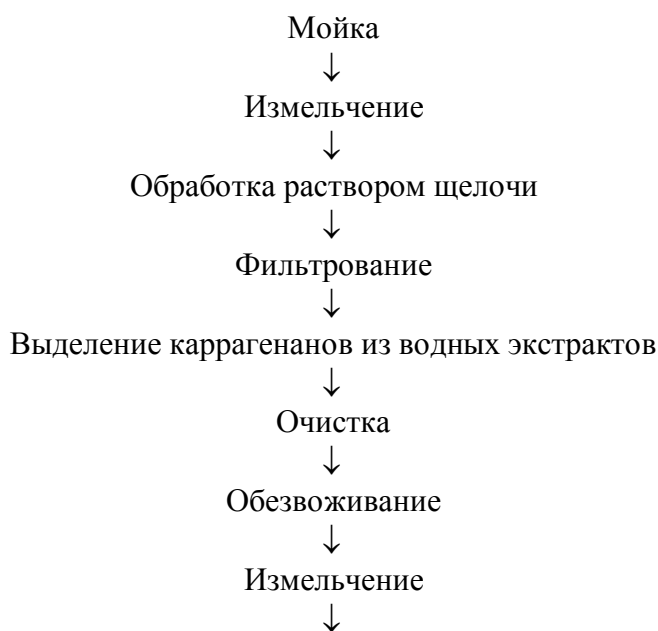 Мойка
↓
Измельчение
↓
Обработка раствором щелочи
↓
Фильтрование
↓
Выделение каррагенанов из водных экстрактов
↓
Очистка
↓
Обезвоживание
↓
Измельчение
↓